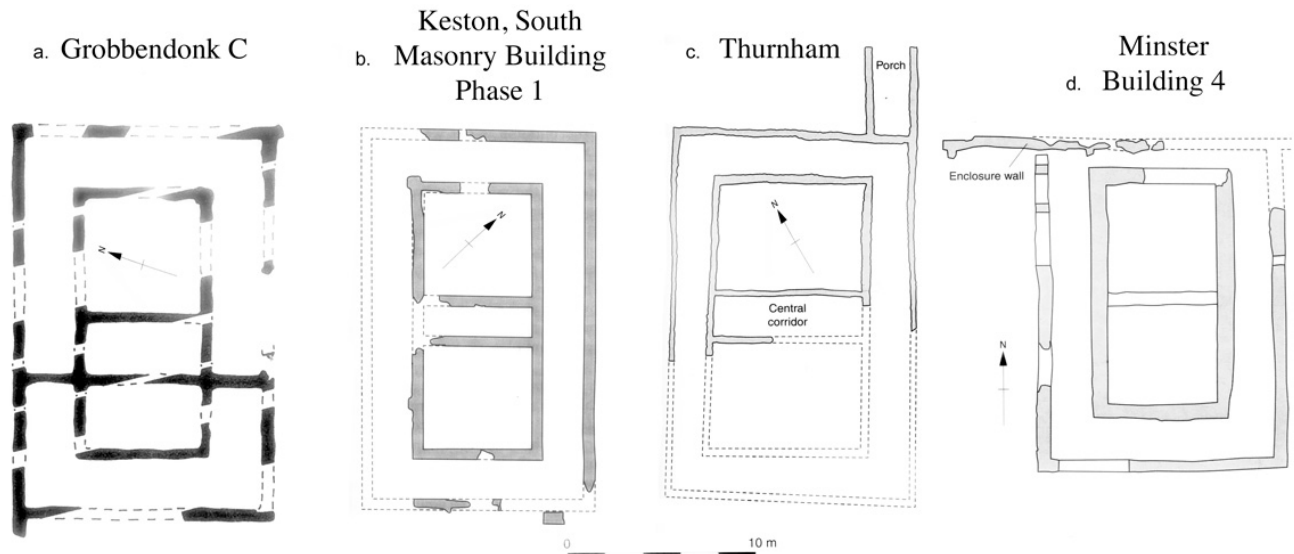 a. Grobbendonk C
Keston, South
b. Masonry Building
Phase 1
c. Thurnham
Minster
d. Building 4
Porch
Enclosure wall
N
N
N
N
Central
corridor
0 10 m